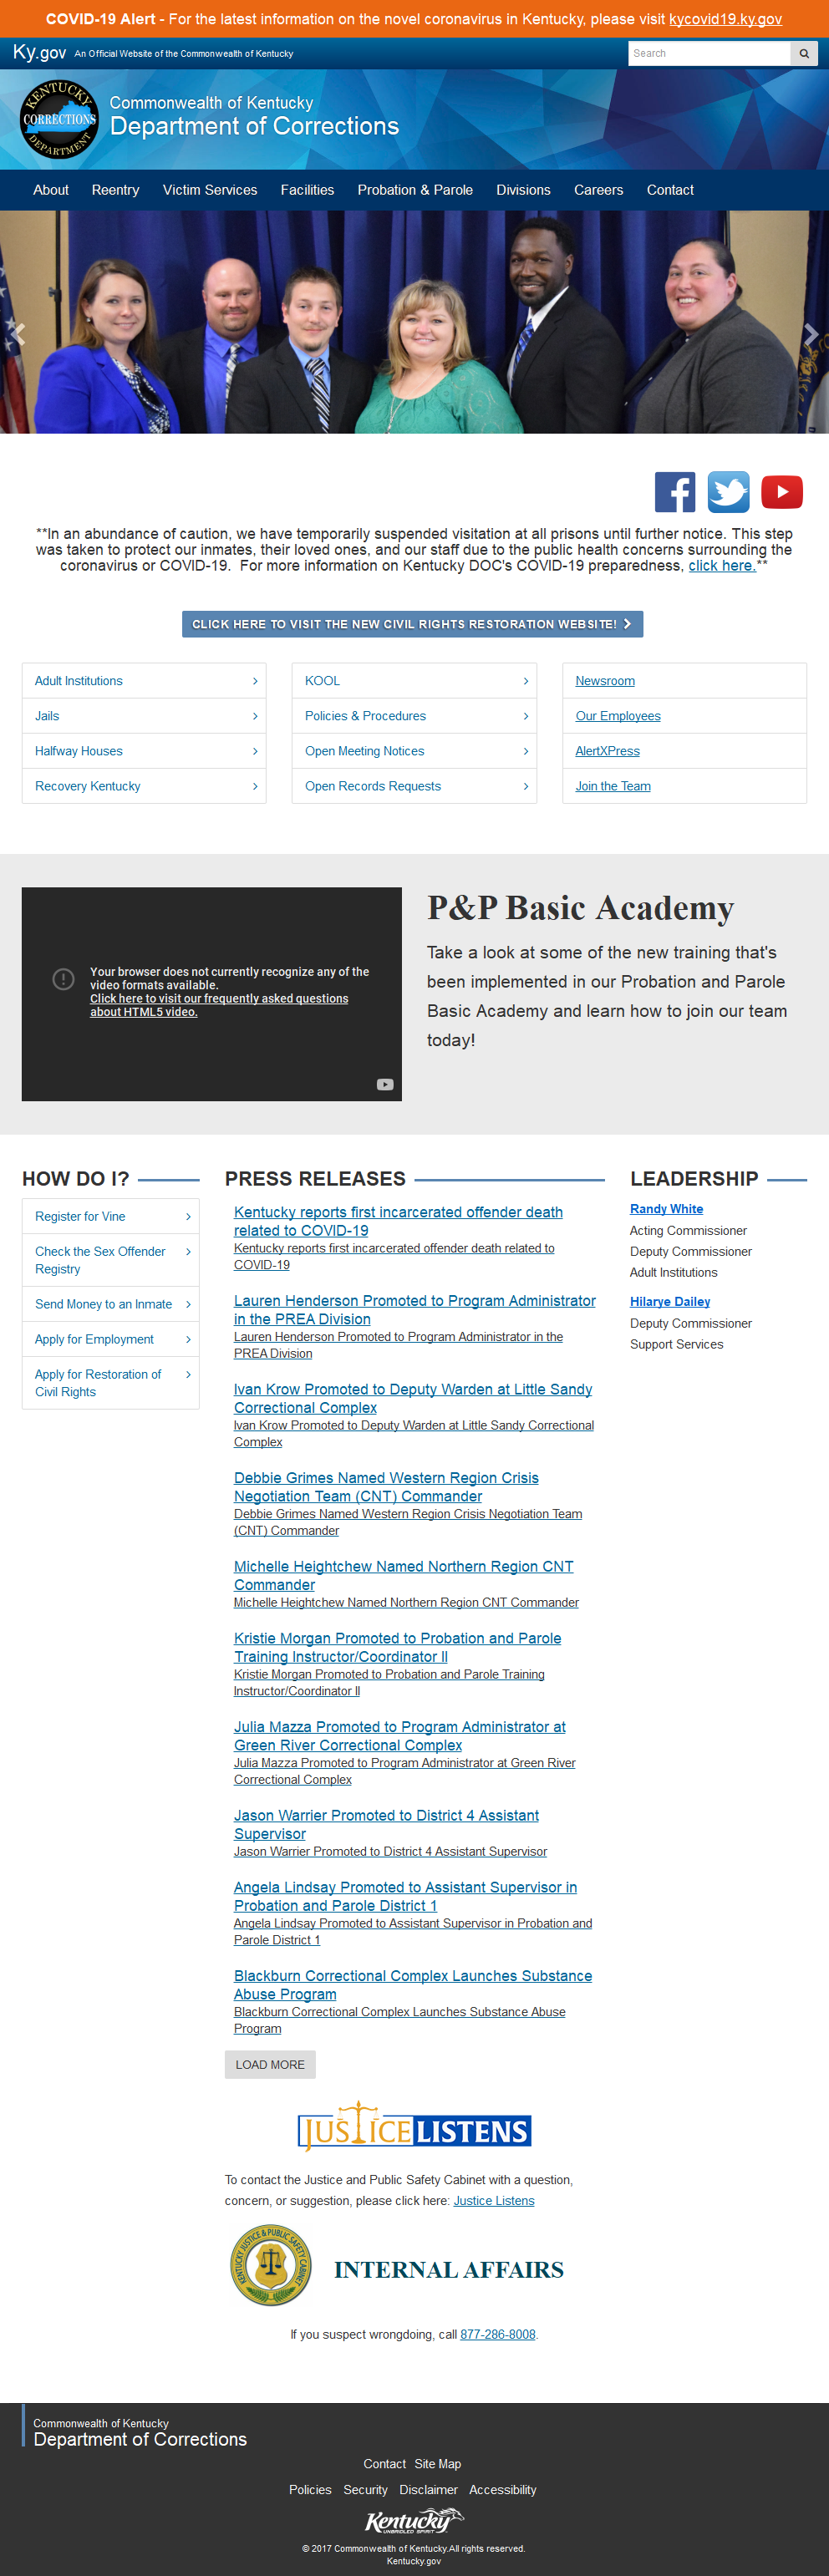 COVID-19 Alert - For the latest information on the novel coronavirus in Kentucky, please visit kycovid19.ky.gov
Ky.gov An Official Website of the Commonwealth of Kentucky
Search
KENTUCKY
CORRECTIONS
DEPARTMENT
Commonwealth of Kentucky
Department of Corrections
About Reentry Victim Services Facilities Probation & Parole Divisions Careers Contact
**In an abundance of caution, we have temporarily suspended visitation at all prisons until further notice. This step
was taken to protect our inmates, their loved ones, and our staff due to the public health concerns surrounding the
coronavirus or COVID-19. For more information on Kentucky DOC's COVID-19 preparedness, click here.**
CLICK HERE TO VISIT THE NEW CIVIL RIGHTS RESTORATION WEBSITE!
Adult Institutions
Jails
Halfway Houses
Recovery Kentucky
KOOL
Policies & Procedures
Open Meeting Notices
Open Records Requests
Newsroom
Our Employees
AlertXPress
Join the Team
Your browser does not currently recognize any of the
video formats available.
Click here to visit our frequently asked questions
about HTML5 video.
P&P Basic Academy
Take a look at some of the new training that's
been implemented in our Probation and Parole
Basic Academy and learn how to join our team
today!
HOW DO I?
Register for Vine
Check the Sex Offender
Registry
Send Money to an Inmate
Apply for Employment
Apply for Restoration of
Civil Rights
PRESS RELEASES
Kentucky reports first incarcerated offender death
related to COVID-19
Kentucky reports first incarcerated offender death related to
COVID-19
Lauren Henderson Promoted to Program Administrator
in the PREA Division
Lauren Henderson Promoted to Program Administrator in the
PREA Division
Ivan Krow Promoted to Deputy Warden at Little Sandy
Correctional Complex
Ivan Krow Promoted to Deputy Warden at Little Sandy Correctional
Complex
Debbie Grimes Named Western Region Crisis
Negotiation Team (CNT) Commander
Debbie Grimes Named Western Region Crisis Negotiation Team
(CNT) Commander
Michelle Heightchew Named Northern Region CNT
Commander
Michelle Heightchew Named Northern Region CNT Commander
Kristie Morgan Promoted to Probation and Parole
Training Instructor/Coordinator II
Kristie Morgan Promoted to Probation and Parole Training
Instructor/Coordinator II
Julia Mazza Promoted to Program Administrator at
Green River Correctional Complex
Julia Mazza Promoted to Program Administrator at Green River
Correctional Complex
Jason Warrier Promoted to District 4 Assistant
Supervisor
Jason Warrier Promoted to District 4 Assistant Supervisor
Angela Lindsay Promoted to Assistant Supervisor in
Probation and Parole District 1
Angela Lindsay Promoted to Assistant Supervisor in Probation and
Parole District 1
Blackburn Correctional Complex Launches Substance
Abuse Program
Blackburn Correctional Complex Launches Substance Abuse
Program
LOAD MORE
LEADERSHIP
Randy White
Acting Commissioner
Deputy Commissioner
Adult Institutions
Hilarye Dailey
Deputy Commissioner
Support Services
JUSTICE LISTENS
To contact the Justice and Public Safety Cabinet with a question,
concern, or suggestion, please click here: Justice Listens
KENTUCKY JUSTICE & PUBLIC SAFETY CABINET
INTERNAL AFFAIRS
If you suspect wrongdoing, call 877-286-8008.
Commonwealth of Kentucky
Department of Corrections
Contact Site Map
Policies Security Disclaimer Accessibility
Kentucky
UNBRIDLED SPIRIT
© 2017 Commonwealth of Kentucky.All rights reserved.
Kentucky.gov